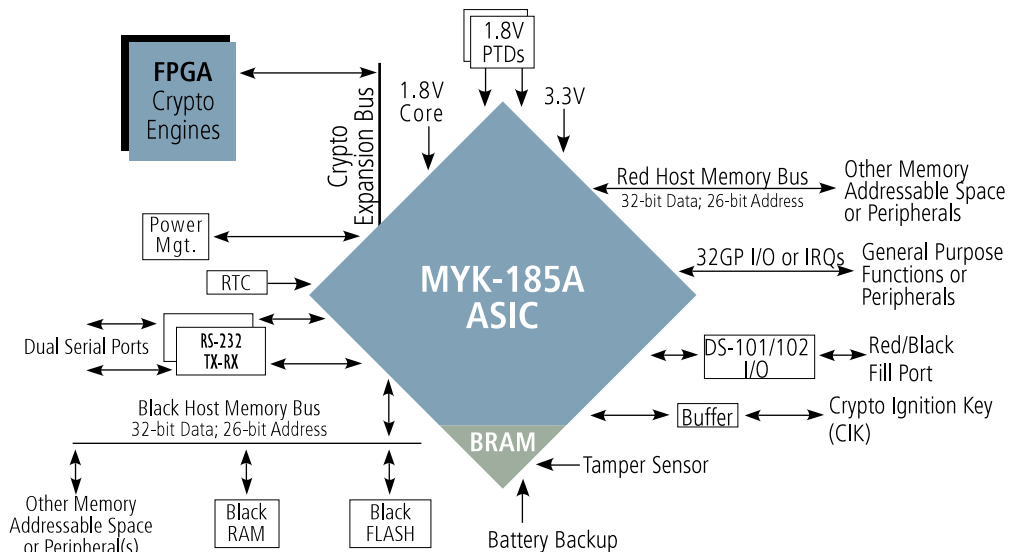 1.8V
PTDs
FPGA
Crypto
Engines
1.8V
Core
3.3V
Crypto
Expansion Bus
Red Host Memory Bus
32-bit Data; 26-bit Address
Other Memory
Addressable Space
or Peripherals
Power
Mgt.
32GP I/O or IRQs
General Purpose
Functions or
Peripherals
RTC
MYK-185A
ASIC
Dual Serial Ports
RS-232
TX-RX
DS-101/102
I/O
Red/Black
Fill Port
Black Host Memory Bus
32-bit Data; 26-bit Address
Buffer
Crypto Ignition Key
(CIK)
BRAM
Tamper Sensor
Other Memory
Addressable Space
or Peripheral(s)
Black
RAM
Black
FLASH
Battery Backup